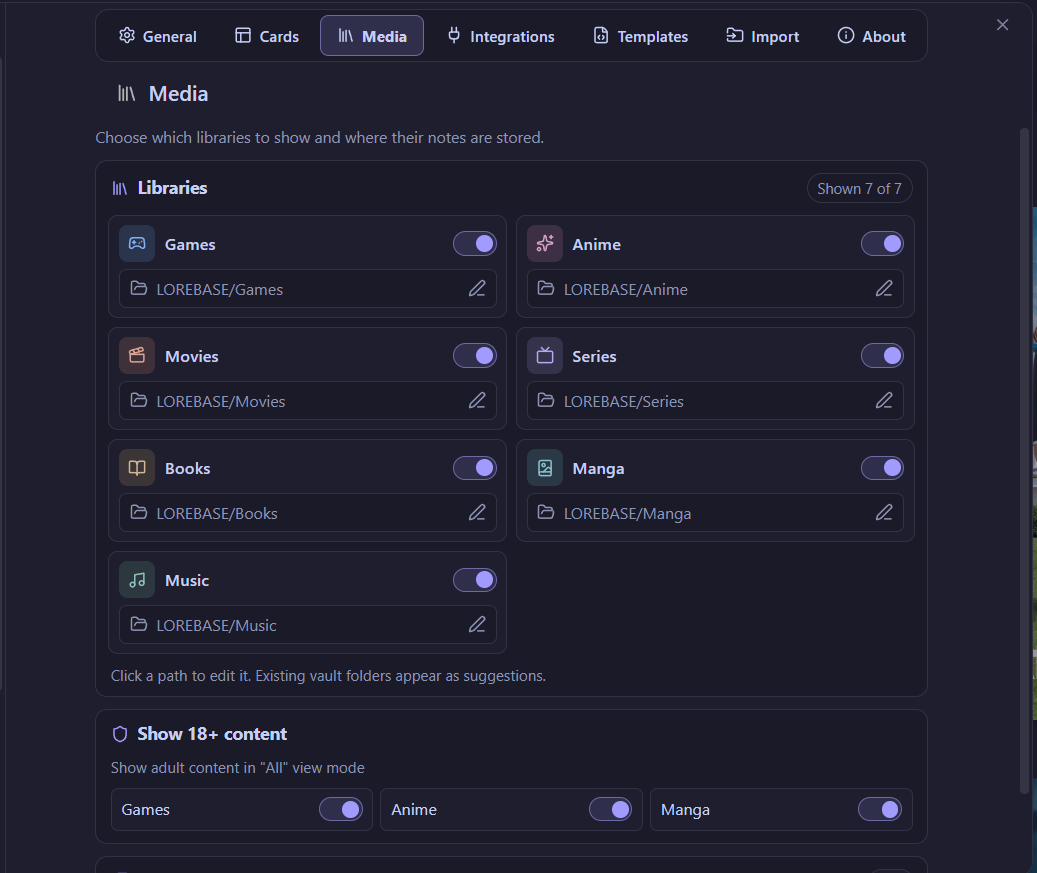 General Cards Media Integrations Templates Import About
Media
Choose which libraries to show and where their notes are stored.
Libraries Shown 7 of 7
Games Anime
LOREBASE/Games LOREBASE/Anime
Movies Series
LOREBASE/Movies LOREBASE/Series
Books Manga
LOREBASE/Books LOREBASE/Manga
Music
LOREBASE/Music
Click a path to edit it. Existing vault folders appear as suggestions.
Show 18+ content
Show adult content in "All" view mode
Games Anime Manga